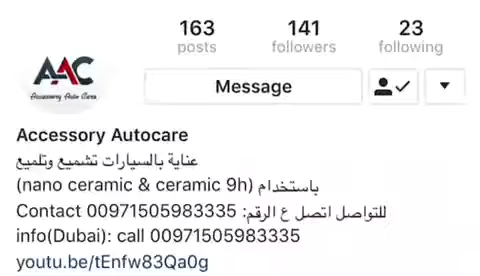 163 141 23
posts followers following
AAC
Accessory Auto Care
Message
Accessory Autocare
عناية بالسيارات تشميع وتلميع
(nano ceramic & ceramic 9h) باستخدام
Contact 00971505983335 :للتواصل اتصل ع الرقم
info(Dubai): call 00971505983335
youtu.be/tEnfw83Qa0g